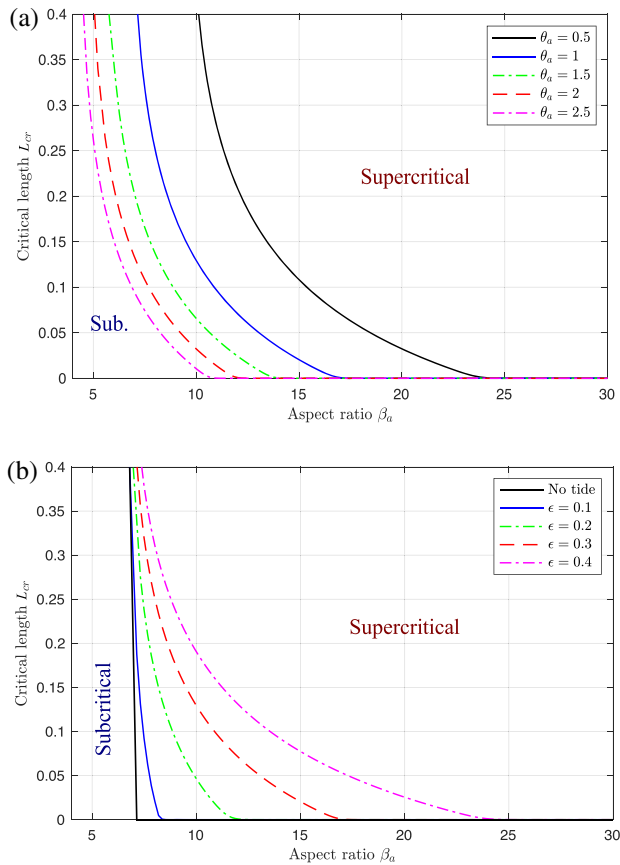 (a)
0.4
0.35
0.3
0.25
0.2
0.15
0.1
0.05
0
Critical length L_cr
θ_a = 0.5
θ_a = 1
θ_a = 1.5
θ_a = 2
θ_a = 2.5
Supercritical
Sub.
5 10 15 20 25 30
Aspect ratio β_a
(b)
0.4
0.35
0.3
0.25
0.2
0.15
0.1
0.05
0
Critical length L_cr
No tide
ϵ = 0.1
ϵ = 0.2
ϵ = 0.3
ϵ = 0.4
Supercritical
Subcritical
5 10 15 20 25 30
Aspect ratio β_a